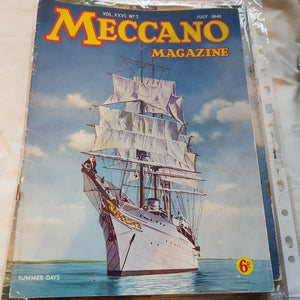 VOL. XXVI. Nº 7.
JULY 1941
MECCANO
MAGAZINE
SUMMER DAYS
6D